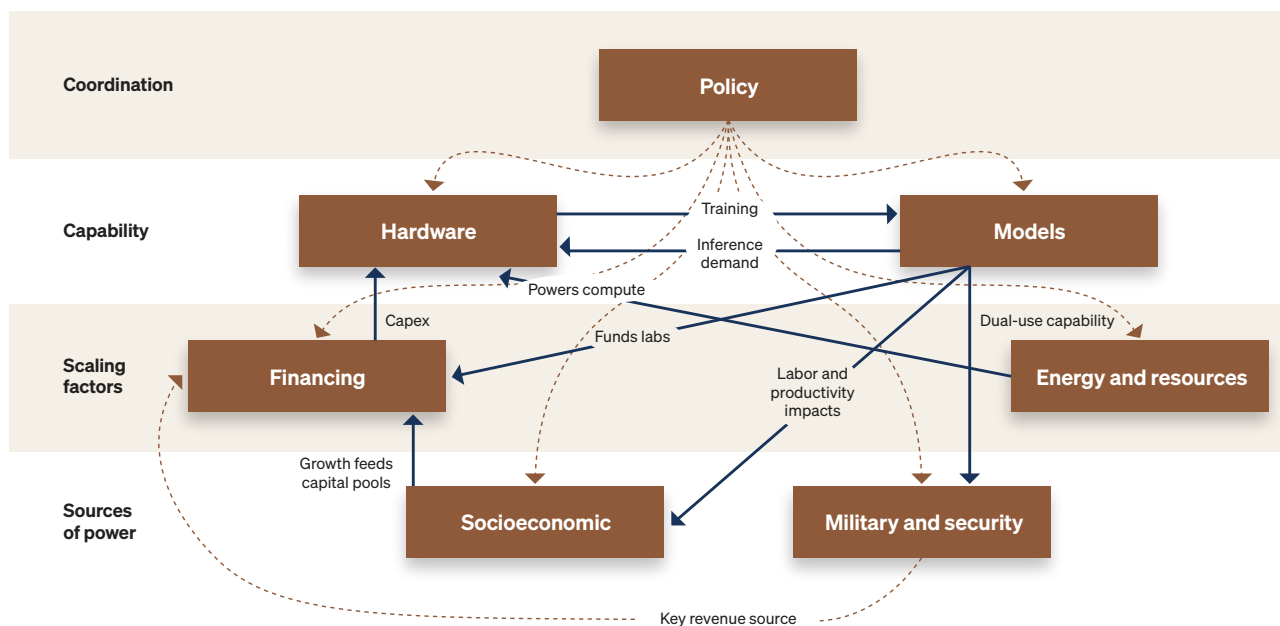 Coordination
Policy
Capability
Hardware
Training
Models
Inference
demand
Powers compute
Capex
Funds labs
Dual-use capability
Scaling
factors
Financing
Labor and
productivity
impacts
Energy and resources
Growth feeds
capital pools
Sources
of power
Socioeconomic
Military and security
Key revenue source